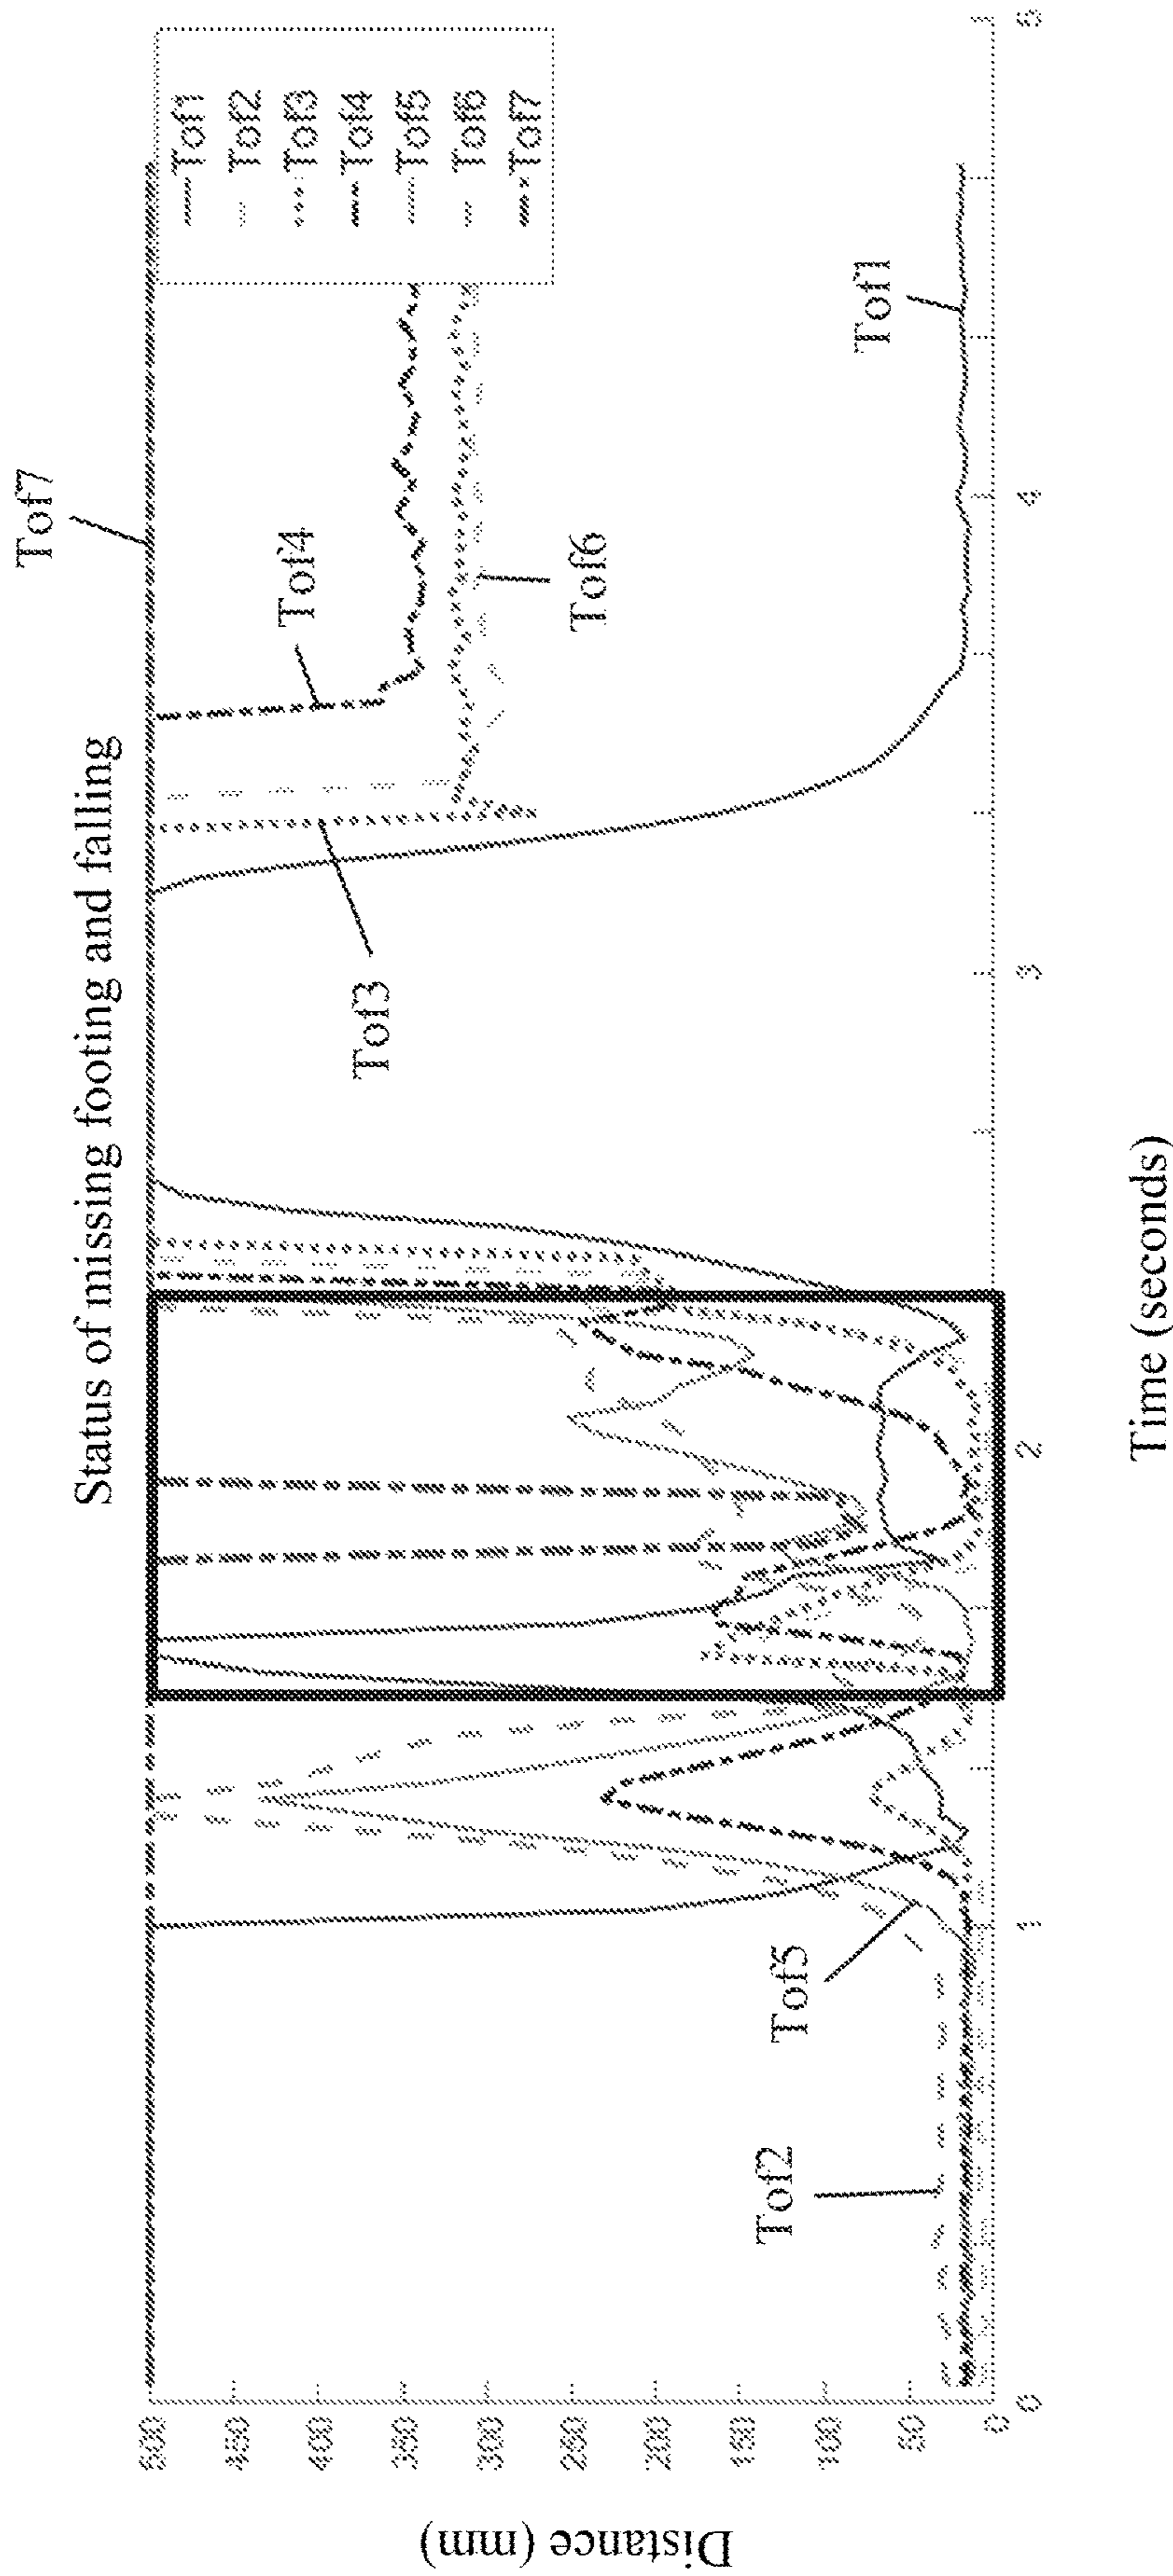 Status of missing footing and falling
Tof7
Tof1
Tof2
Tof3
Tof4
Tof5
Tof6
Tof7
Tof4
Tof3
Tof6
Tof1
Tof2
Tof5
500
450
400
350
300
250
200
150
100
50
0
0
1
2
3
4
5
Distance (mm)
Time (seconds)